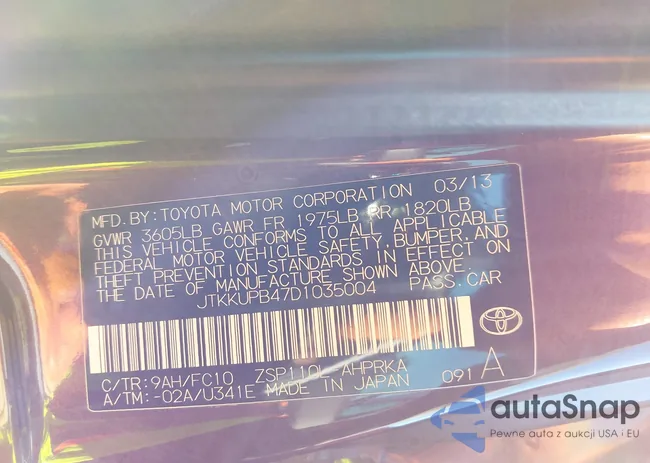 MFD. BY: TOYOTA MOTOR CORPORATION 03/13
GVWR 3605LB GAWR FR 1975LB RR 1820LB
THIS VEHICLE CONFORMS TO ALL APPLICABLE
FEDERAL MOTOR VEHICLE SAFETY, BUMPER, AND
THEFT PREVENTION STANDARDS IN EFFECT ON
THE DATE OF MANUFACTURE SHOWN ABOVE.
JTKKUPB47D1035004 PASS. CAR
C/TR: 9AH/FC10 ZSP110L-AHPRKA
A/TM: -02A/U341E MADE IN JAPAN 091 A
autaSnap
Pewne auta z aukcji USA i EU